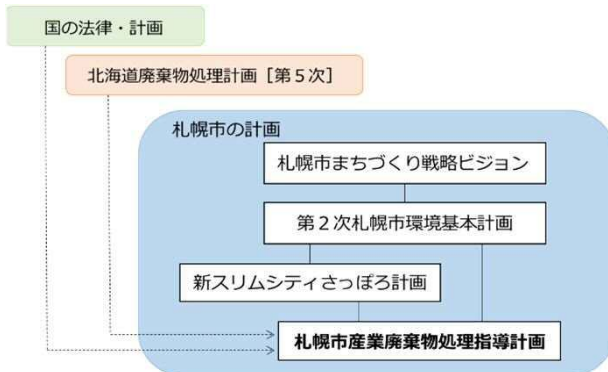 国の法律・計画
北海道廃棄物処理計画［第５次］
札幌市の計画
札幌市まちづくり戦略ビジョン
第２次札幌市環境基本計画
新スリムシティさっぽろ計画
札幌市産業廃棄物処理指導計画